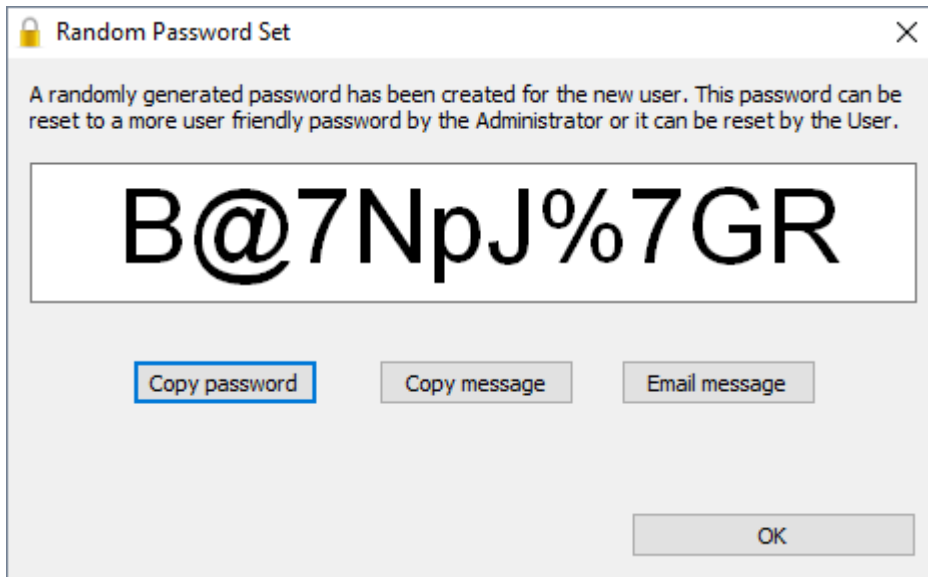 Random Password Set
A randomly generated password has been created for the new user. This password can be
reset to a more user friendly password by the Administrator or it can be reset by the User.
B@7NpJ%7GR
Copy password Copy message Email message
OK